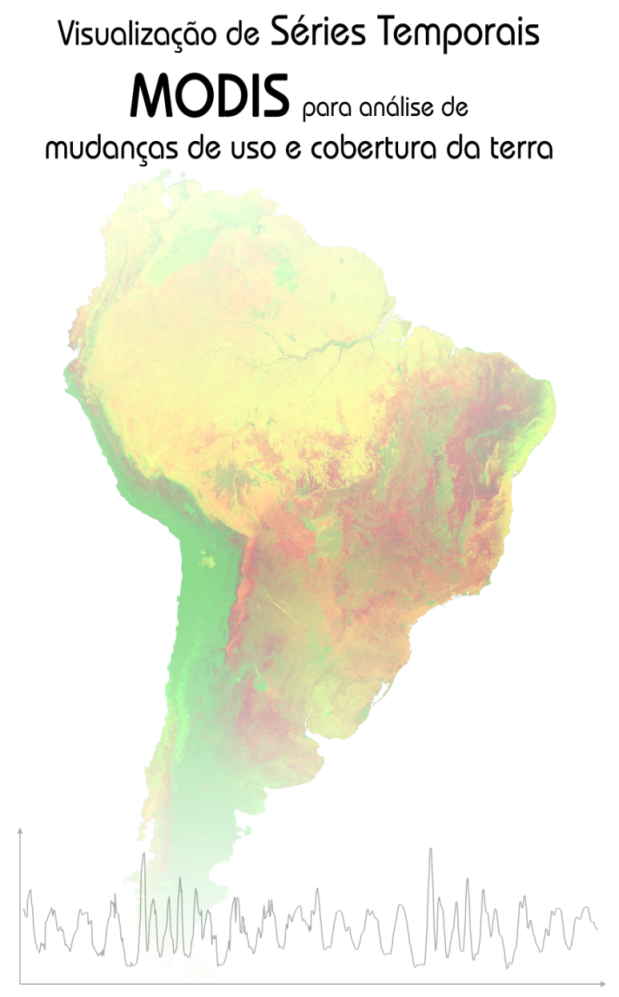 Visualização de Séries Temporais
MODIS para análise de
mudanças de uso e cobertura da terra